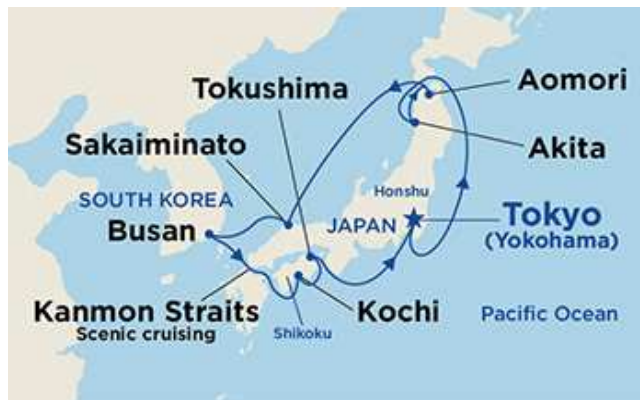 Tokushima
Aomori
Sakaiminato
Akita
Honshu
SOUTH KOREA
JAPAN
Tokyo
(Yokohama)
Busan
Kanmon Straits
Scenic cruising
Kochi
Shikoku
Pacific Ocean